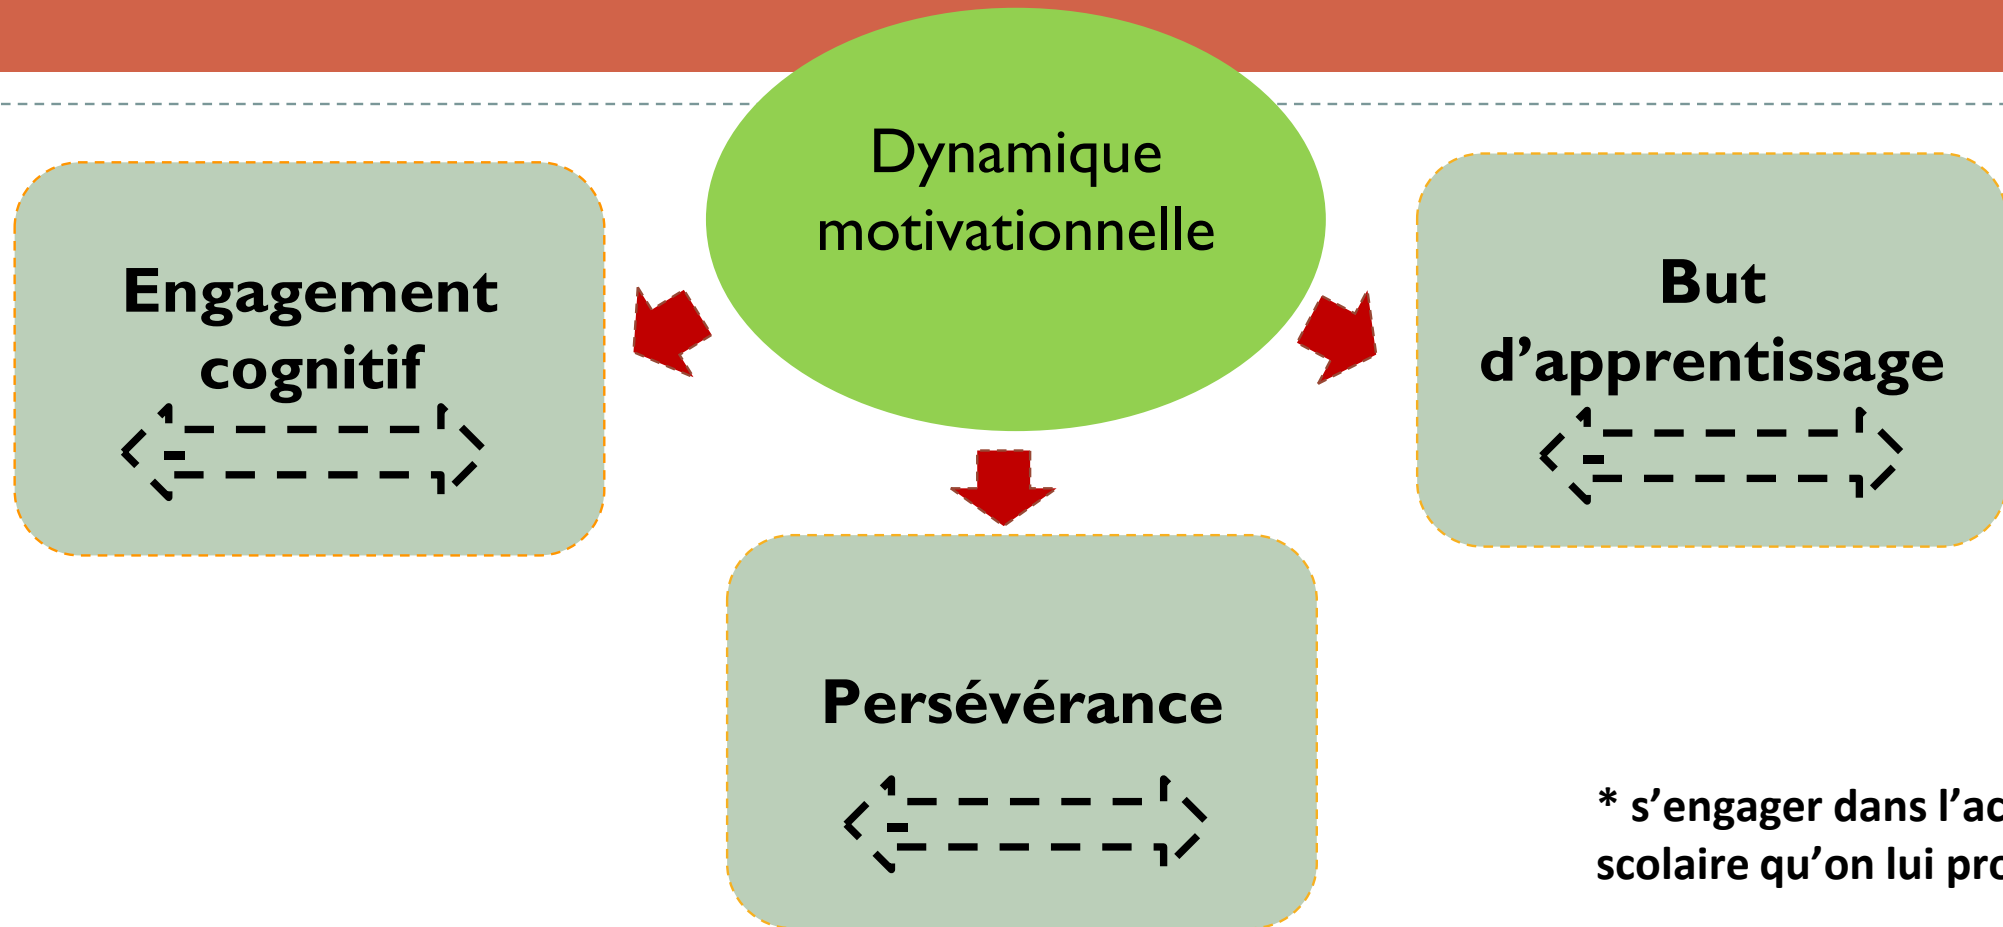 Dynamique
motivationnelle
Engagement
cognitif
But
d’apprentissage
Persévérance
* s’engager dans l’ac
scolaire qu’on lui pro